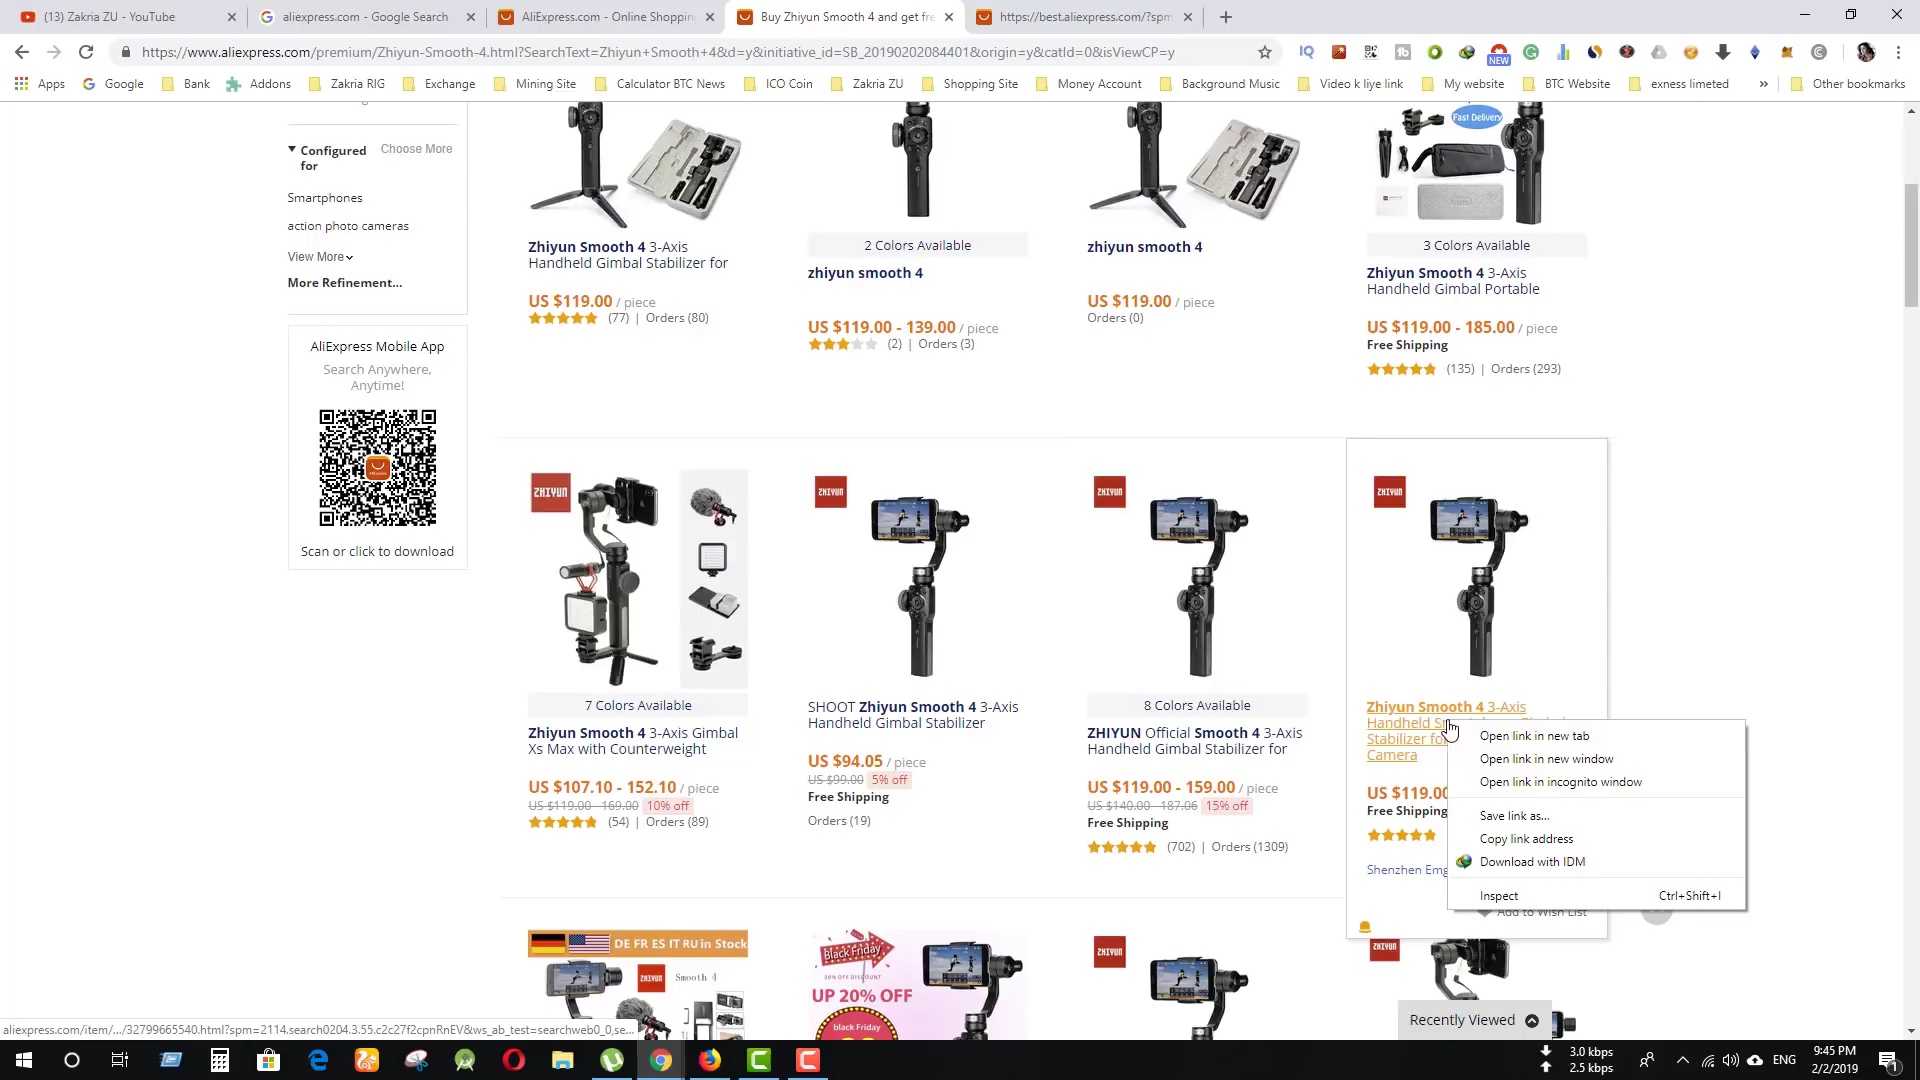 (13) Zakria ZU - YouTube
aliexpress.com - Google Search
AliExpress.com - Online Shopping
Buy Zhiyun Smooth 4 and get fre
https://best.aliexpress.com/?spm
https://www.aliexpress.com/premium/Zhiyun-Smooth-4.html?SearchText=Zhiyun+Smooth+4&d=y&initiative_id=SB_20190202084401&origin=y&catId=0&isViewCP=y
IQ
NEW
Apps
Google
Bank
Addons
Zakria RIG
Exchange
Mining Site
Calculator BTC News
ICO Coin
Zakria ZU
Shopping Site
Money Account
Background Music
Video k liye link
My website
BTC Website
exness limeted
»
Other bookmarks
Configured for
Choose More
Smartphones
action photo cameras
View More
More Refinement...
AliExpress Mobile App
Search Anywhere,
Anytime!
Scan or click to download
Fast Delivery
Zhiyun Smooth 4 3-Axis
Handheld Gimbal Stabilizer for
US $119.00 / piece
(77) | Orders (80)
2 Colors Available
zhiyun smooth 4
US $119.00 - 139.00 / piece
(2) | Orders (3)
zhiyun smooth 4
US $119.00 / piece
Orders (0)
3 Colors Available
Zhiyun Smooth 4 3-Axis
Handheld Gimbal Portable
US $119.00 - 185.00 / piece
Free Shipping
(135) | Orders (293)
ZHIYUN
7 Colors Available
Zhiyun Smooth 4 3-Axis Gimbal
Xs Max with Counterweight
US $107.10 - 152.10 / piece
US $119.00 - 169.00 10% off
(54) | Orders (89)
ZHIYUN
SHOOT Zhiyun Smooth 4 3-Axis
Handheld Gimbal Stabilizer
US $94.05 / piece
US $99.00 5% off
Free Shipping
Orders (19)
ZHIYUN
8 Colors Available
ZHIYUN Official Smooth 4 3-Axis
Handheld Gimbal Stabilizer for
US $119.00 - 159.00 / piece
US $140.00 - 187.06 15% off
Free Shipping
(702) | Orders (1309)
ZHIYUN
Zhiyun Smooth 4 3-Axis
Handheld
Stabilizer for
Camera
US $119.00
Free Shipping
Shenzhen Emg
Add to Wish List
Open link in new tab
Open link in new window
Open link in incognito window
Save link as...
Copy link address
Download with IDM
Inspect Ctrl+Shift+I
DE FR ES IT RU in Stock
ZHIYUN
Smooth 4
Black Friday
50% OFF DISCOUNT
UP 20% OFF
black Friday
ZHIYUN
ZHIYUN
Recently Viewed
aliexpress.com/item/.../32799665540.html?spm=2114.search0204.3.55.c2c27f2cpnRnEV&ws_ab_test=searchweb0_0,se...
3.0 kbps
2.5 kbps
ENG
9:45 PM
2/2/2019
1